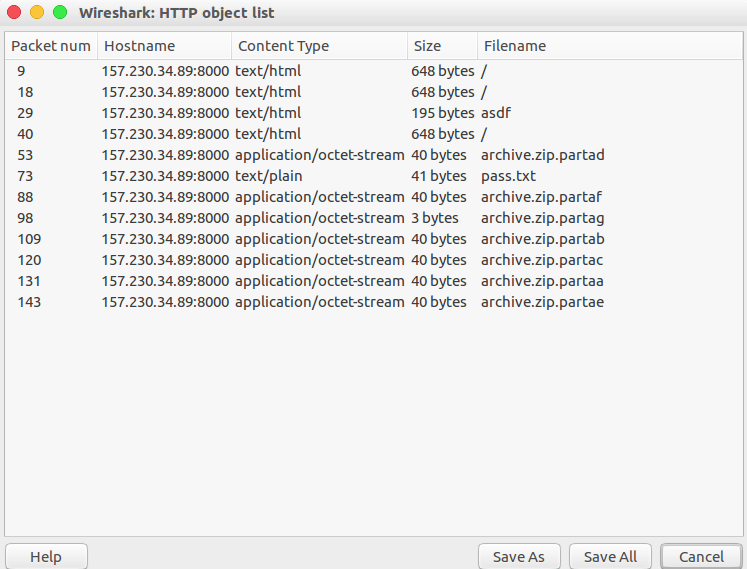 Wireshark: HTTP object list
Packet num Hostname Content Type Size Filename
9 157.230.34.89:8000 text/html 648 bytes /
18 157.230.34.89:8000 text/html 648 bytes /
29 157.230.34.89:8000 text/html 195 bytes asdf
40 157.230.34.89:8000 text/html 648 bytes /
53 157.230.34.89:8000 application/octet-stream 40 bytes archive.zip.partad
73 157.230.34.89:8000 text/plain 41 bytes pass.txt
88 157.230.34.89:8000 application/octet-stream 40 bytes archive.zip.partaf
98 157.230.34.89:8000 application/octet-stream 3 bytes archive.zip.partag
109 157.230.34.89:8000 application/octet-stream 40 bytes archive.zip.partab
120 157.230.34.89:8000 application/octet-stream 40 bytes archive.zip.partac
131 157.230.34.89:8000 application/octet-stream 40 bytes archive.zip.partaa
143 157.230.34.89:8000 application/octet-stream 40 bytes archive.zip.partae
Help Save As Save All Cancel